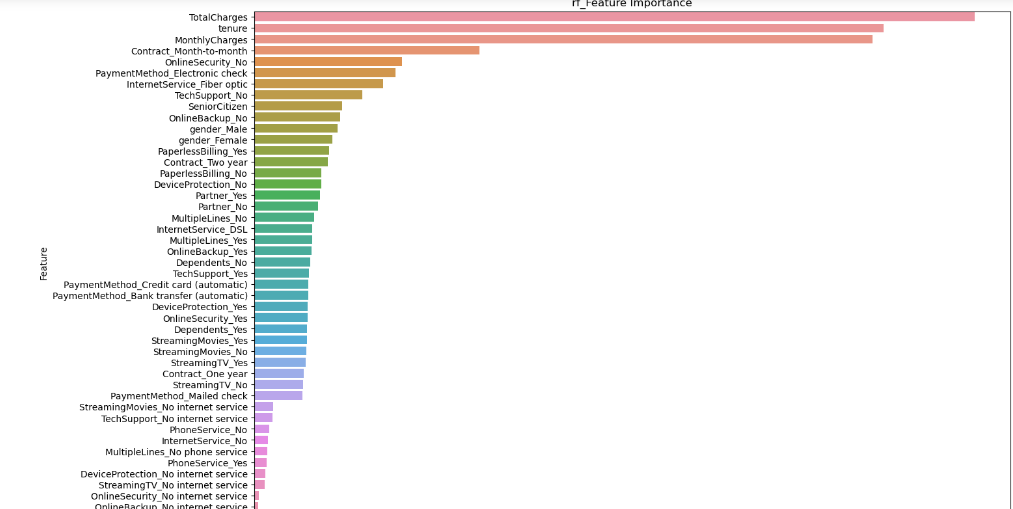 rf_Feature Importance
TotalCharges
tenure
MonthlyCharges
Contract_Month-to-month
OnlineSecurity_No
PaymentMethod_Electronic check
InternetService_Fiber optic
TechSupport_No
SeniorCitizen
OnlineBackup_No
gender_Male
gender_Female
PaperlessBilling_Yes
Contract_Two year
PaperlessBilling_No
DeviceProtection_No
Partner_Yes
Partner_No
MultipleLines_No
InternetService_DSL
MultipleLines_Yes
OnlineBackup_Yes
Dependents_No
TechSupport_Yes
PaymentMethod_Credit card (automatic)
PaymentMethod_Bank transfer (automatic)
DeviceProtection_Yes
OnlineSecurity_Yes
Dependents_Yes
StreamingMovies_Yes
StreamingMovies_No
StreamingTV_Yes
Contract_One year
StreamingTV_No
PaymentMethod_Mailed check
StreamingMovies_No internet service
TechSupport_No internet service
PhoneService_No
InternetService_No
MultipleLines_No phone service
PhoneService_Yes
DeviceProtection_No internet service
StreamingTV_No internet service
OnlineSecurity_No internet service
OnlineBackup_No internet service
Feature